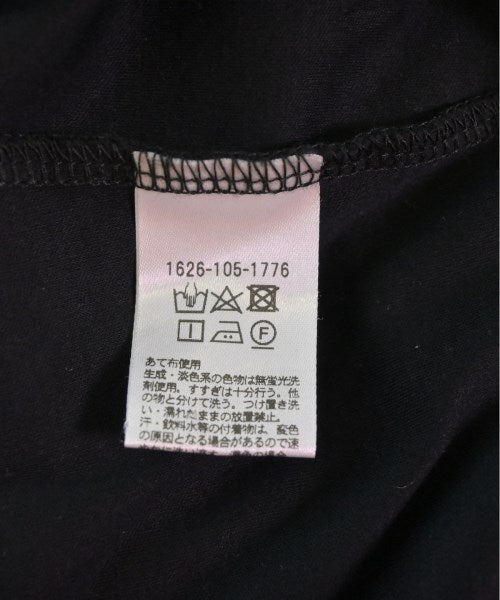 1626-105-1776
F
あて布使用
生成・淡色系の色物は無蛍光洗
剤使用。すすぎは十分行う。他
の物と分けて洗う。つけ置き洗
い・濡れたままの放置禁止。
汗・飲料水等の付着物は、変色
の原因となる場合があるので速